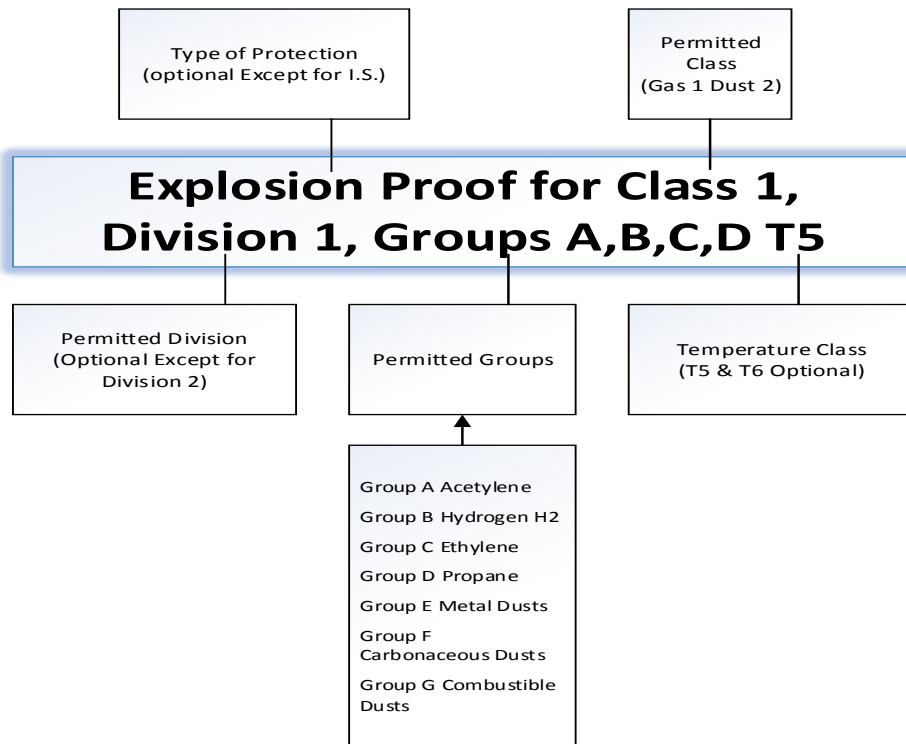 Type of Protection
(optional Except for I.S.)
Permitted
Class
(Gas 1 Dust 2)
Explosion Proof for Class 1,
Division 1, Groups A,B,C,D T5
Permitted Division
(Optional Except for
Division 2)
Permitted Groups
Temperature Class
(T5 & T6 Optional)
Group A Acetylene
Group B Hydrogen H2
Group C Ethylene
Group D Propane
Group E Metal Dusts
Group F
Carbonaceous Dusts
Group G Combustible
Dusts